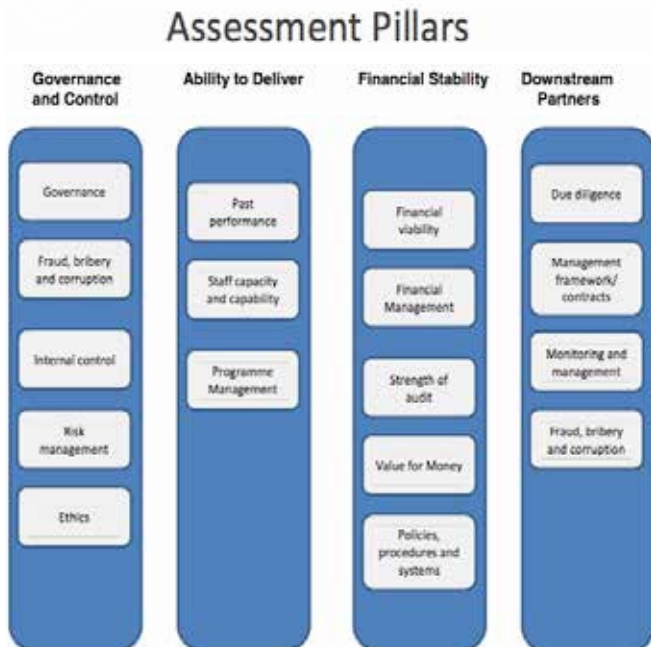 Assessment Pillars
Governance
and Control
Governance
Fraud, bribery
and corruption
Internal control
Risk
management
Ethics
Ability to Deliver
Past
performance
Staff capacity
and capability
Programme
Management
Financial Stability
Financial
viability
Financial
Management
Strength of
audit
Value for Money
Policies,
procedures and
systems
Downstream
Partners
Due diligence
Management
framework/
contracts
Monitoring and
management
Fraud, bribery
and corruption